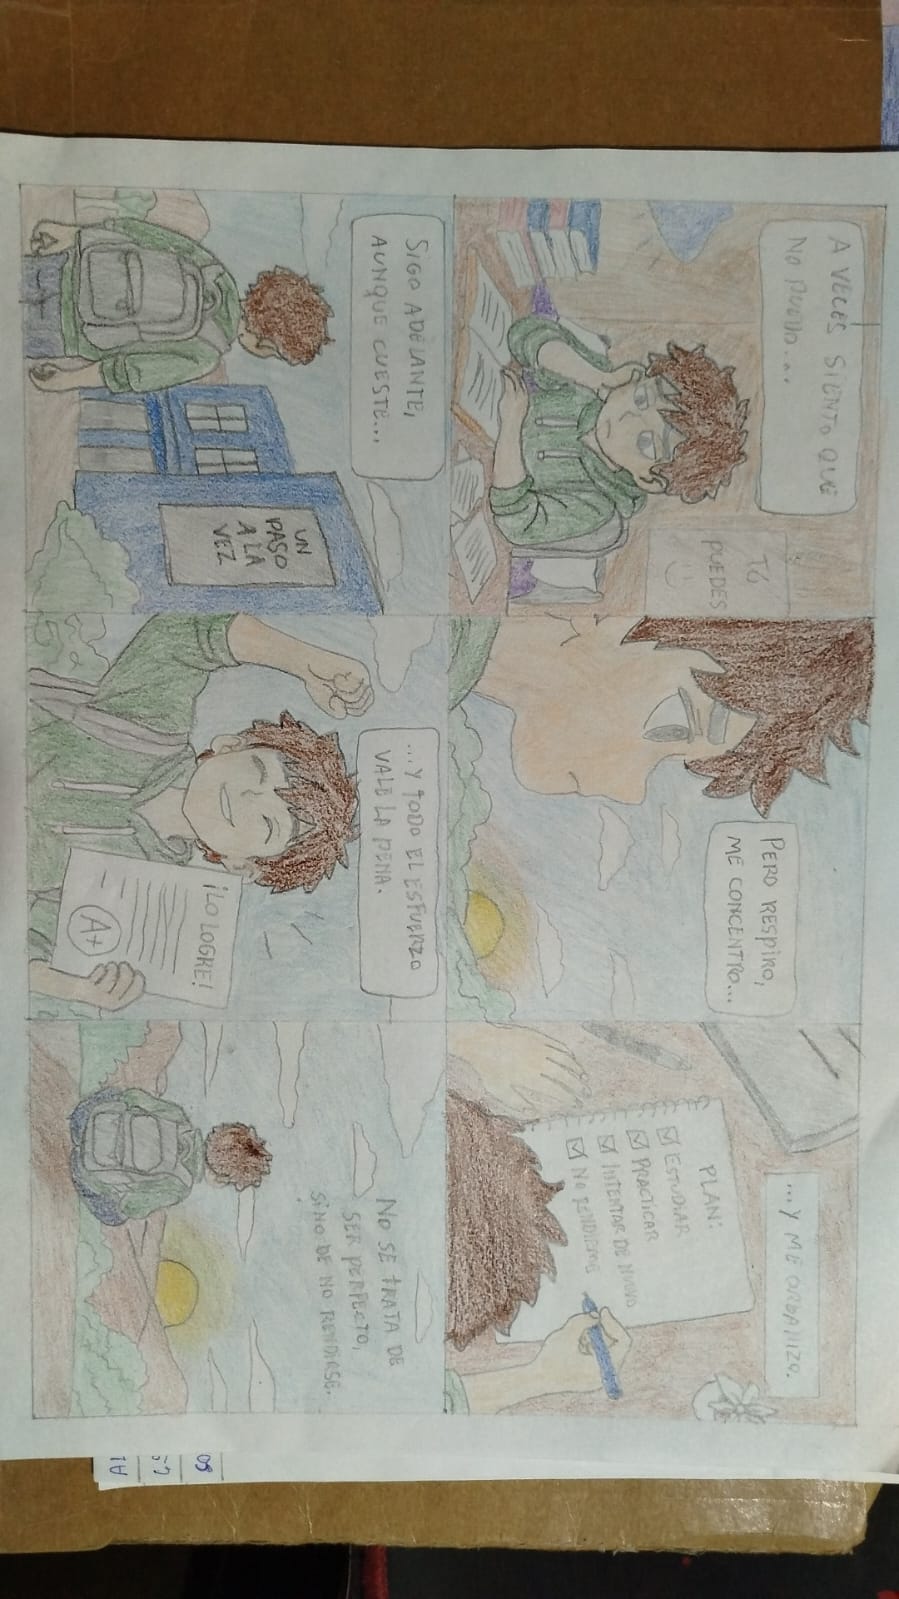 A VECES SIENTO QUE
NO PUEDO...
TÚ
PUEDES
PERO RESPIRO,
ME CONCENTRO...
...Y ME ORGANIZO.
PLAN:
☑ ESTUDIAR
☑ PRACTICAR
☑ INTENTAR DE NUEVO
☑ NO RENDIRME
SIGO ADELANTE,
AUNQUE CUESTE...
UN
PASO
A LA
VEZ
...Y TODO EL ESFUERZO
VALE LA PENA.
¡LO LOGRE!
A+
NO SE TRATA DE
SER PERFECTO,
SINO DE NO RENDIRSE.